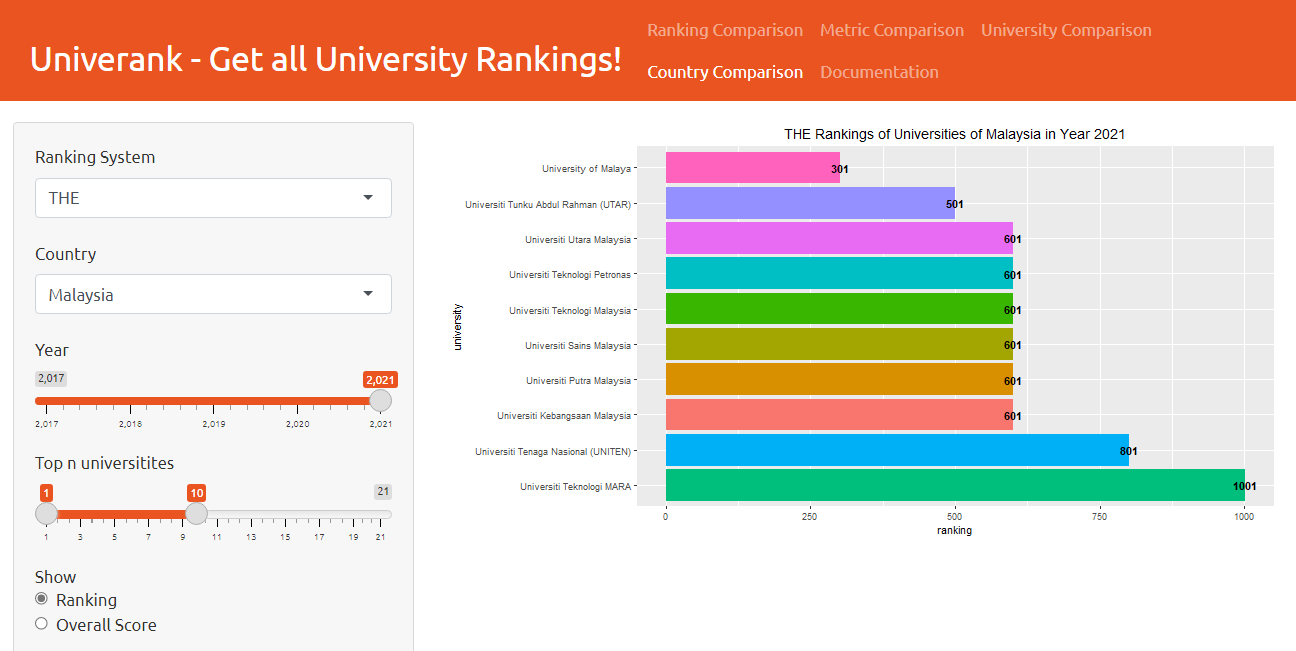 Univerank - Get all University Rankings!
Ranking Comparison Metric Comparison University Comparison
Country Comparison Documentation
Ranking System
THE
Country
Malaysia
Year
2,017 2,021
2,017 2,018 2,019 2,020 2,021
Top n universitites
1 10 21
1 3 5 7 9 11 13 15 17 19 21
Show
Ranking
Overall Score
THE Rankings of Universities of Malaysia in Year 2021
university
University of Malaya 301
Universiti Tunku Abdul Rahman (UTAR) 501
Universiti Utara Malaysia 601
Universiti Teknologi Petronas 601
Universiti Teknologi Malaysia 601
Universiti Sains Malaysia 601
Universiti Putra Malaysia 601
Universiti Kebangsaan Malaysia 601
Universiti Tenaga Nasional (UNITEN) 801
Universiti Teknologi MARA 1001
0 250 500 750 1000
ranking